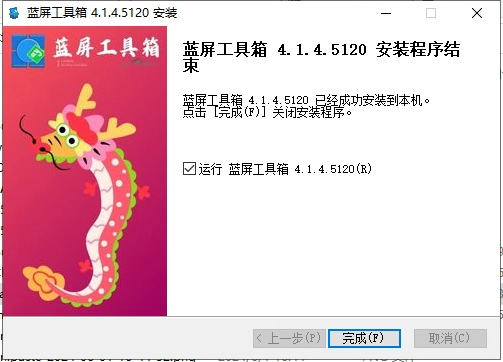 蓝屏工具箱 4.1.4.5120 安装
蓝屏工具箱
蓝屏工具箱 4.1.4.5120 安装程序结
束
蓝屏工具箱 4.1.4.5120 已经成功安装到本机。
点击 [完成(F)] 关闭安装程序。
运行 蓝屏工具箱 4.1.4.5120(R)
< 上一步(P)
完成(F)
取消(C)